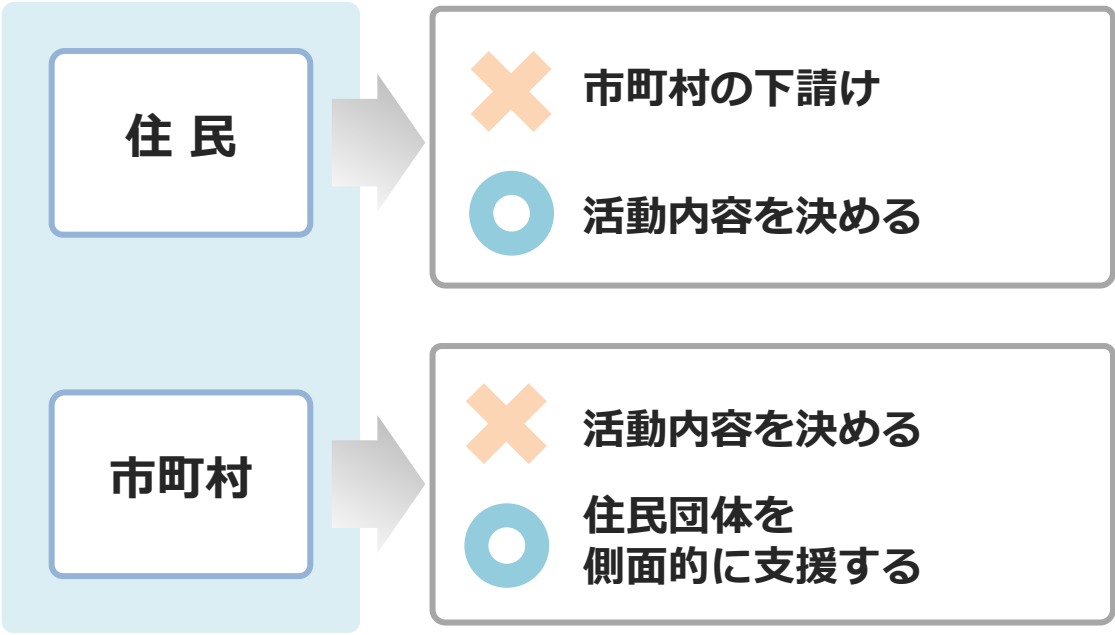 住 民
市町村の下請け
活動内容を決める
市町村
活動内容を決める
住民団体を
側面的に支援する